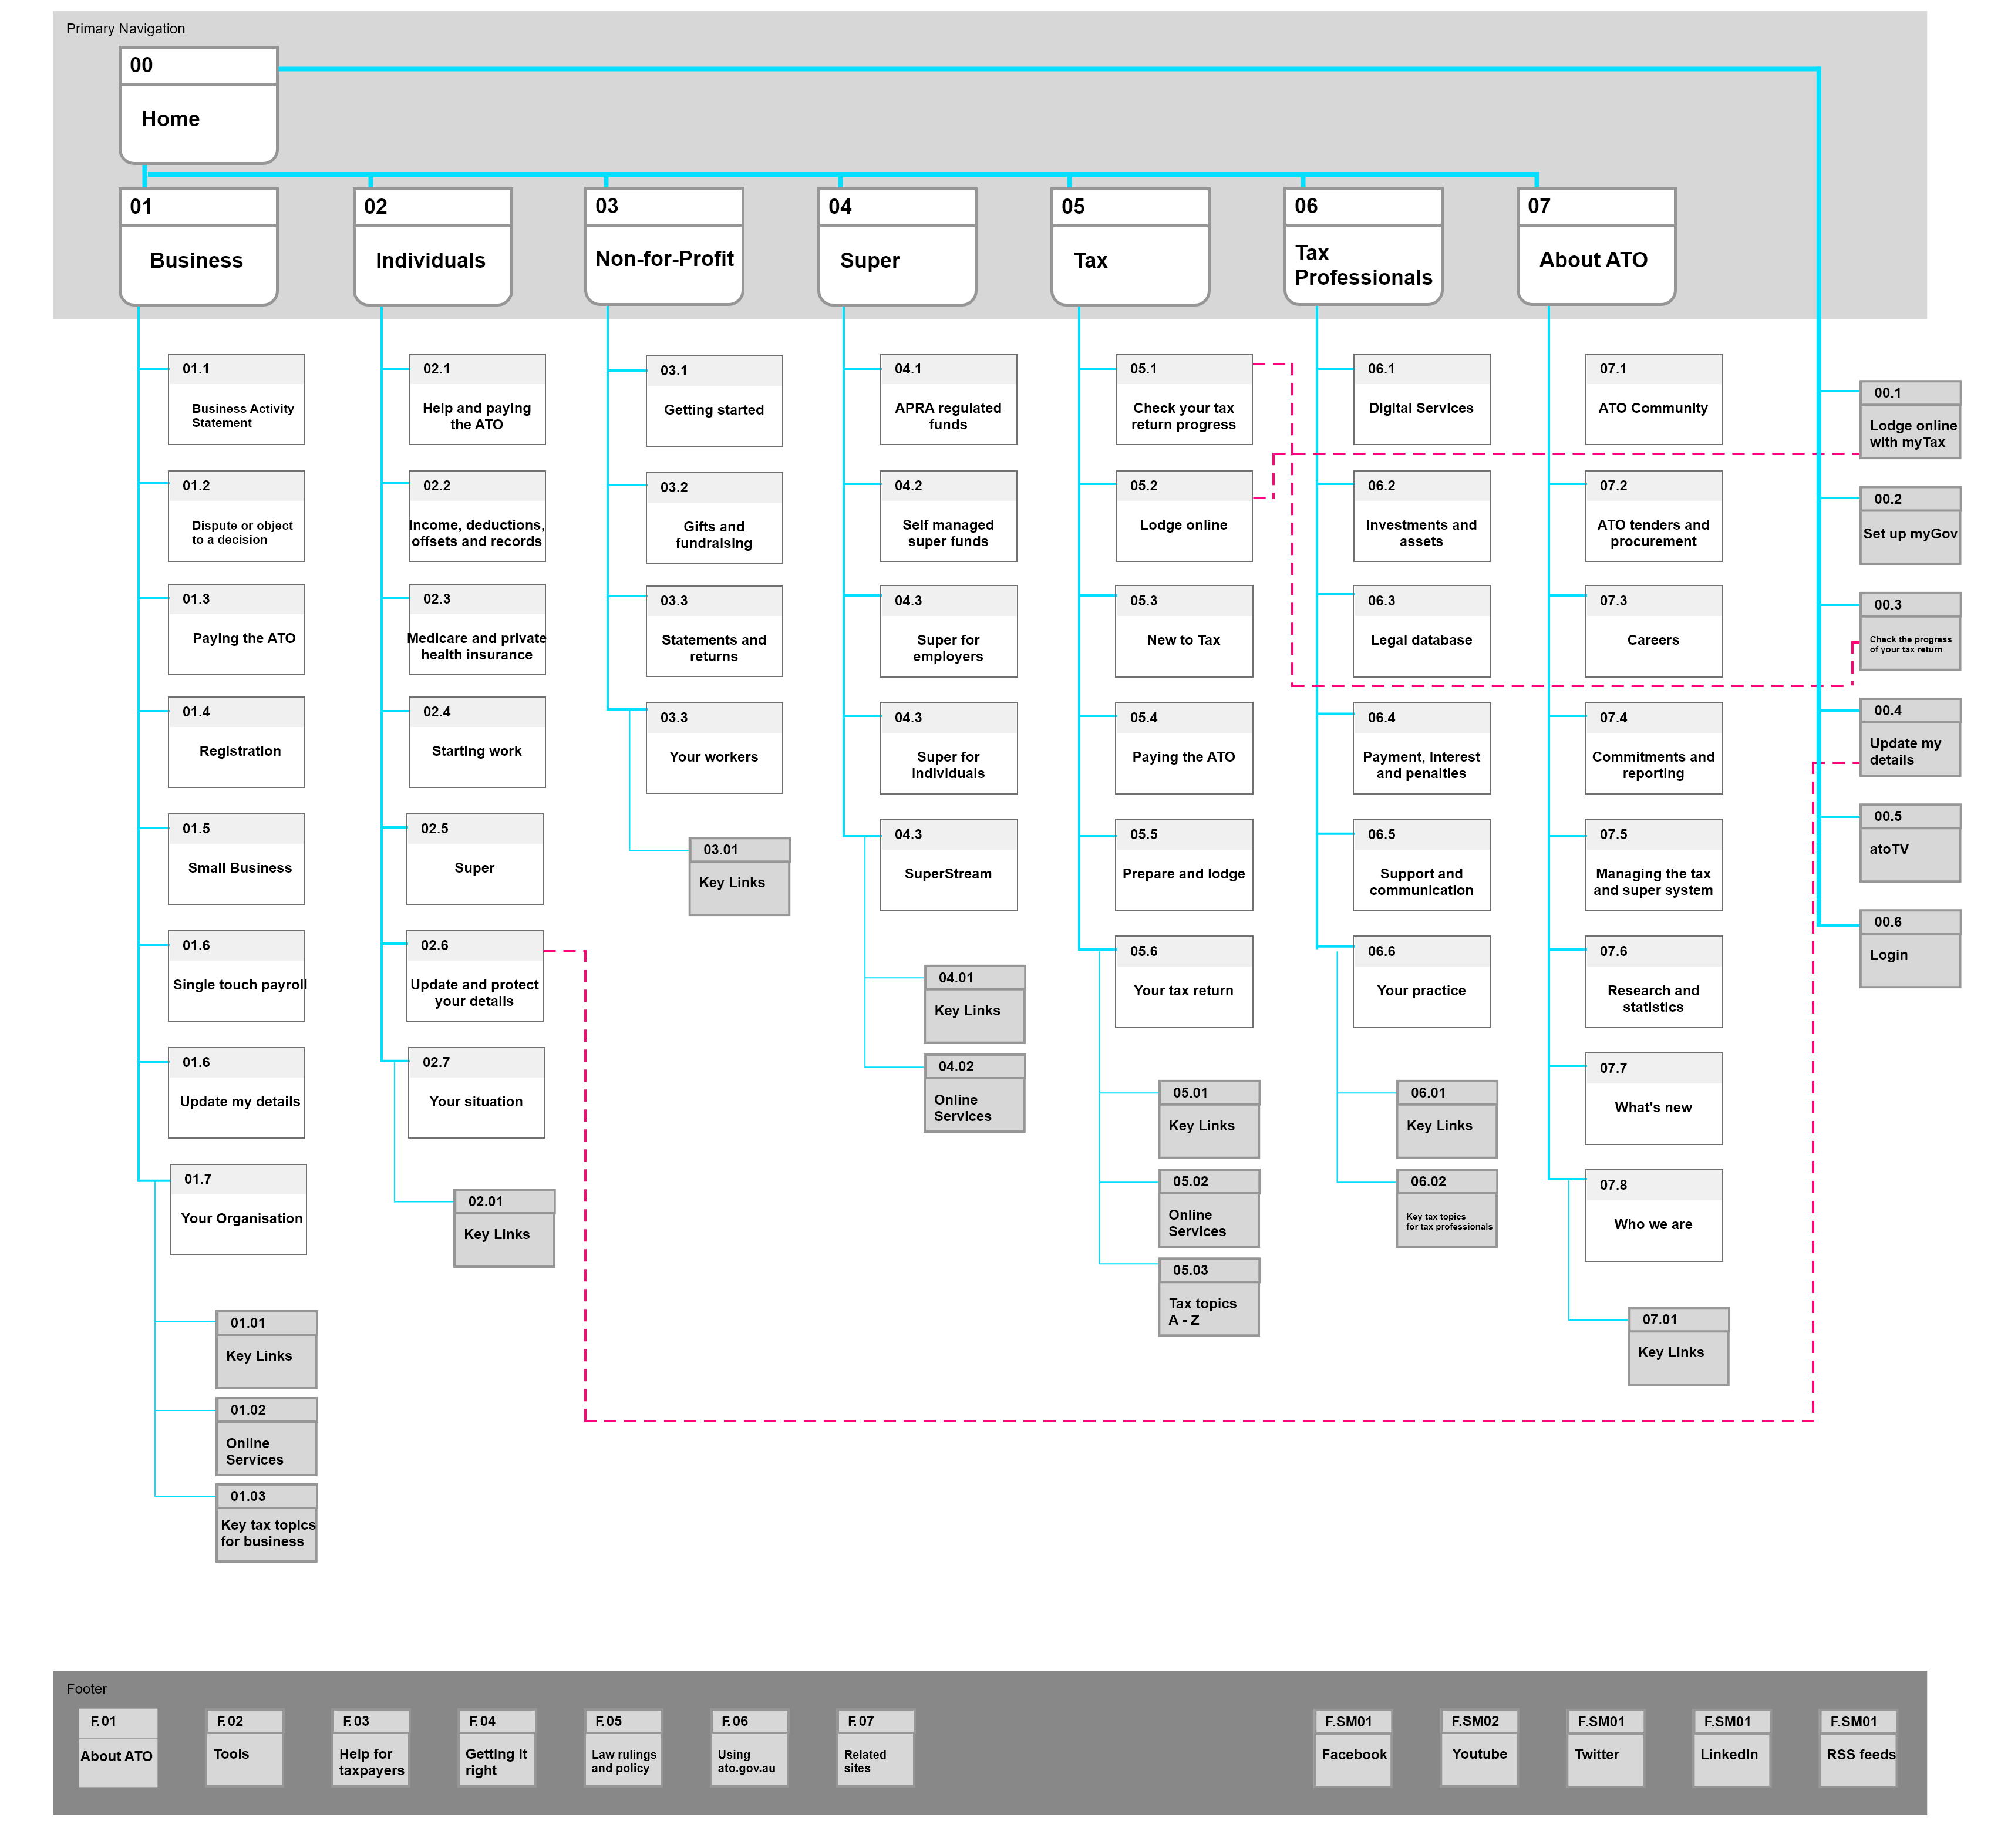 Primary Navigation
00
Home
01
Business
02
Individuals
03
Non-for-Profit
04
Super
05
Tax
06
Tax
Professionals
07
About ATO
01.1
Business Activity
Statement
01.2
Dispute or object
to a decision
01.3
Paying the ATO
01.4
Registration
01.5
Small Business
01.6
Single touch payroll
01.6
Update my details
01.7
Your Organisation
01.01
Key Links
01.02
Online
Services
01.03
Key tax topics
for business
02.1
Help and paying
the ATO
02.2
Income, deductions,
offsets and records
02.3
Medicare and private
health insurance
02.4
Starting work
02.5
Super
02.6
Update and protect
your details
02.7
Your situation
02.01
Key Links
03.1
Getting started
03.2
Gifts and
fundraising
03.3
Statements and
returns
03.3
Your workers
03.01
Key Links
04.1
APRA regulated
funds
04.2
Self managed
super funds
04.3
Super for
employers
04.3
Super for
individuals
04.3
SuperStream
04.01
Key Links
04.02
Online
Services
05.1
Check your tax
return progress
05.2
Lodge online
05.3
New to Tax
05.4
Paying the ATO
05.5
Prepare and lodge
05.6
Your tax return
05.01
Key Links
05.02
Online
Services
05.03
Tax topics
A - Z
06.1
Digital Services
06.2
Investments and
assets
06.3
Legal database
06.4
Payment, Interest
and penalties
06.5
Support and
communication
06.6
Your practice
06.01
Key Links
06.02
Key tax topics
for tax professionals
07.1
ATO Community
07.2
ATO tenders and
procurement
07.3
Careers
07.4
Commitments and
reporting
07.5
Managing the tax
and super system
07.6
Research and
statistics
07.7
What's new
07.8
Who we are
07.01
Key Links
00.1
Lodge online
with myTax
00.2
Set up myGov
00.3
Check the progress
of your tax return
00.4
Update my
details
00.5
atoTV
00.6
Login
Footer
F.01
About ATO
F.02
Tools
F.03
Help for
taxpayers
F.04
Getting it
right
F.05
Law rulings
and policy
F.06
Using
ato.gov.au
F.07
Related
sites
F.SM01
Facebook
F.SM02
Youtube
F.SM01
Twitter
F.SM01
LinkedIn
F.SM01
RSS feeds